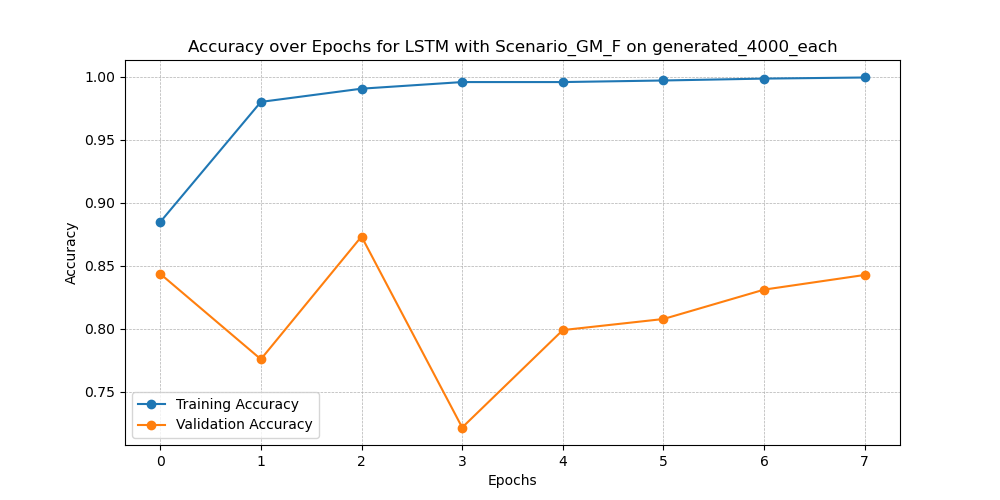 Accuracy over Epochs for LSTM with Scenario_GM_F on generated_4000_each
Accuracy
1.00
0.95
0.90
0.85
0.80
0.75
Training Accuracy
Validation Accuracy
0 1 2 3 4 5 6 7
Epochs